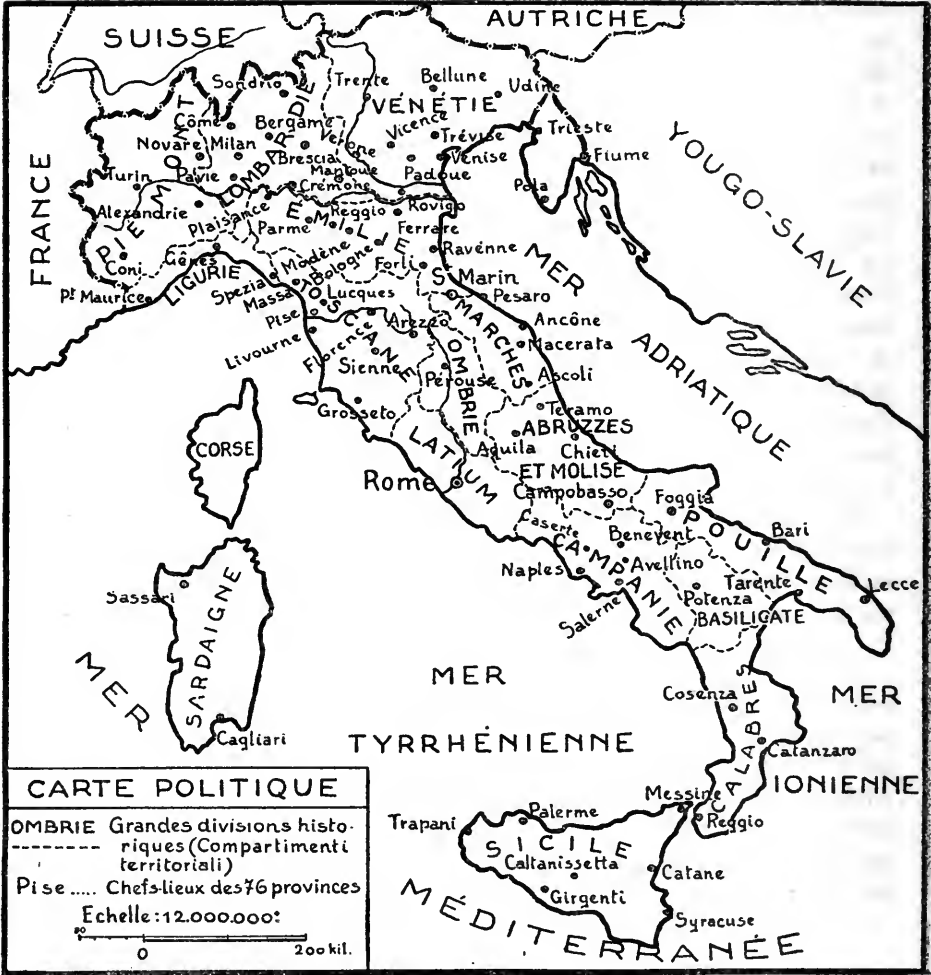 SUISSE
AUTRICHE
FRANCE
YOUGO-SLAVIE
Sondrio
Trente
Bellune
Udine
VÉNÉTIE
PIÉMONT
LOMBARDIE
Côme
Bergame
Vérone
Vicence
Trévise
Trieste
Novare
Milan
Brescia
Mantoue
Padoue
Venise
Fiume
Turin
Pavie
Crémone
Pola
Alexandrie
Plaisance
Parme
Reggio
Rovigo
EMILIE
Ferrare
Coni
Gênes
Modène
Bologne
Forli
Ravenne
Pt Maurice
LIGURIE
Spezia
Massa
Lucques
St Marin
Pesaro
MER
ADRIATIQUE
TOSCANE
Pise
Florence
Arezzo
MARCHES
Ancône
Macerata
Livourne
Sienne
OMBRIE
Pérouse
Ascoli
Grosseto
Teramo
CORSE
LATIUM
Aquila
ABRUZZES
Chieti
ET MOLISE
Rome
Campobasso
Foggia
POUILLE
Bari
Caserte
CAMPANIE
Benevent
Naples
Avellino
Tarente
Lecce
Salerne
Potenza
BASILICATE
Sassari
SARDAIGNE
Cagliari
MER
MER
TYRRHÉNIENNE
MER
IONIENNE
Cosenza
CALABRES
Catanzaro
Messine
Reggio
Trapani
Palerme
SICILE
Caltanissetta
Catane
Girgenti
Syracuse
MÉDITERRANÉE
CARTE POLITIQUE
OMBRIE Grandes divisions histo-
riques (Compartimenti
territoriali)
Pise ..... Chefs-lieux des 76 provinces
Echelle: 12.000.000e
0 200 kil.